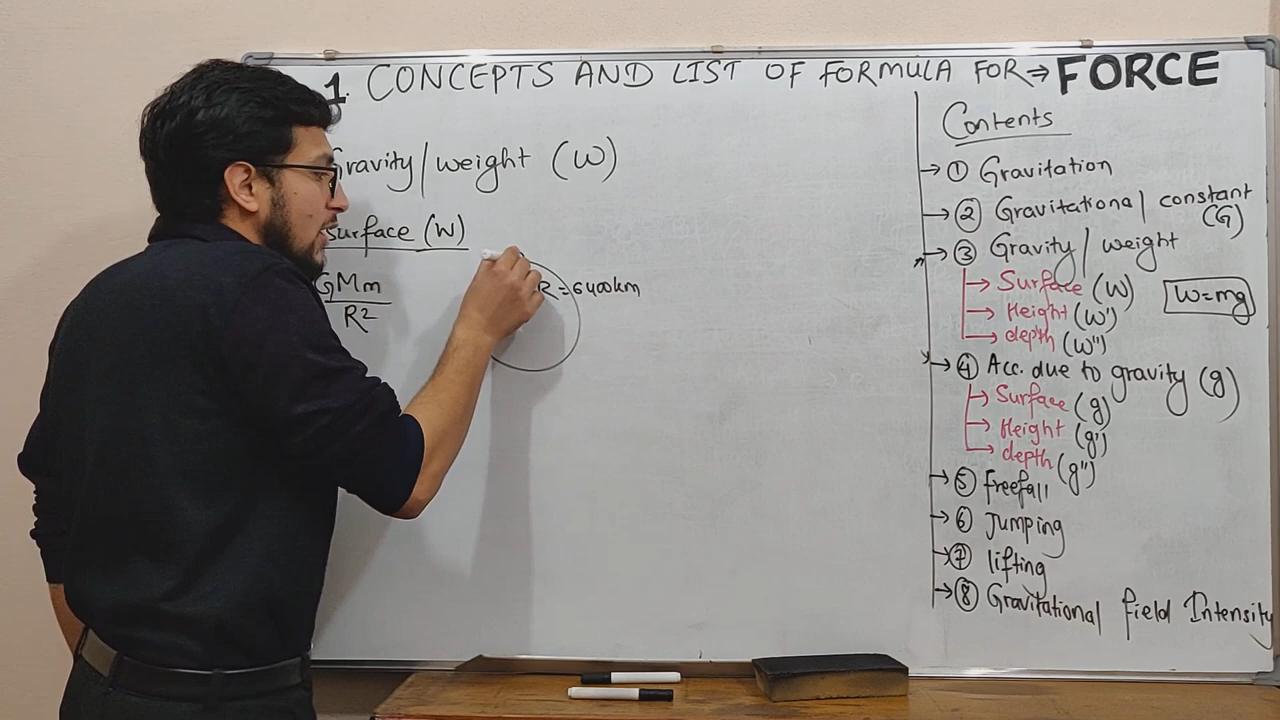 1. CONCEPTS AND LIST OF FORMULA FOR ⇒ FORCE
Gravity/weight (W)
Surface (W)
GMm
R²
R = 6400km
Contents
→ ① Gravitation
→ ② Gravitational constant
(G)
→ ③ Gravity/weight
→ Surface (W)
→ Height (W')
→ depth (W'')
W=mg
→ ④ Acc. due to gravity (g)
→ Surface (g)
→ Height (g')
→ depth (g'')
→ ⑤ freefall
→ ⑥ Jumping
→ ⑦ lifting
→ ⑧ Gravitational field Intensity